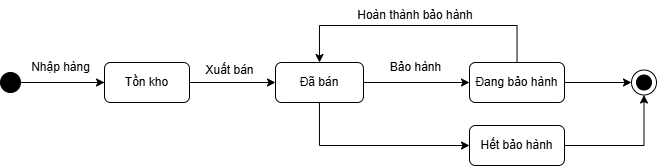 Hoàn thành bảo hành
Nhập hàng
Tồn kho
Xuất bán
Đã bán
Bảo hành
Đang bảo hành
Hết bảo hành